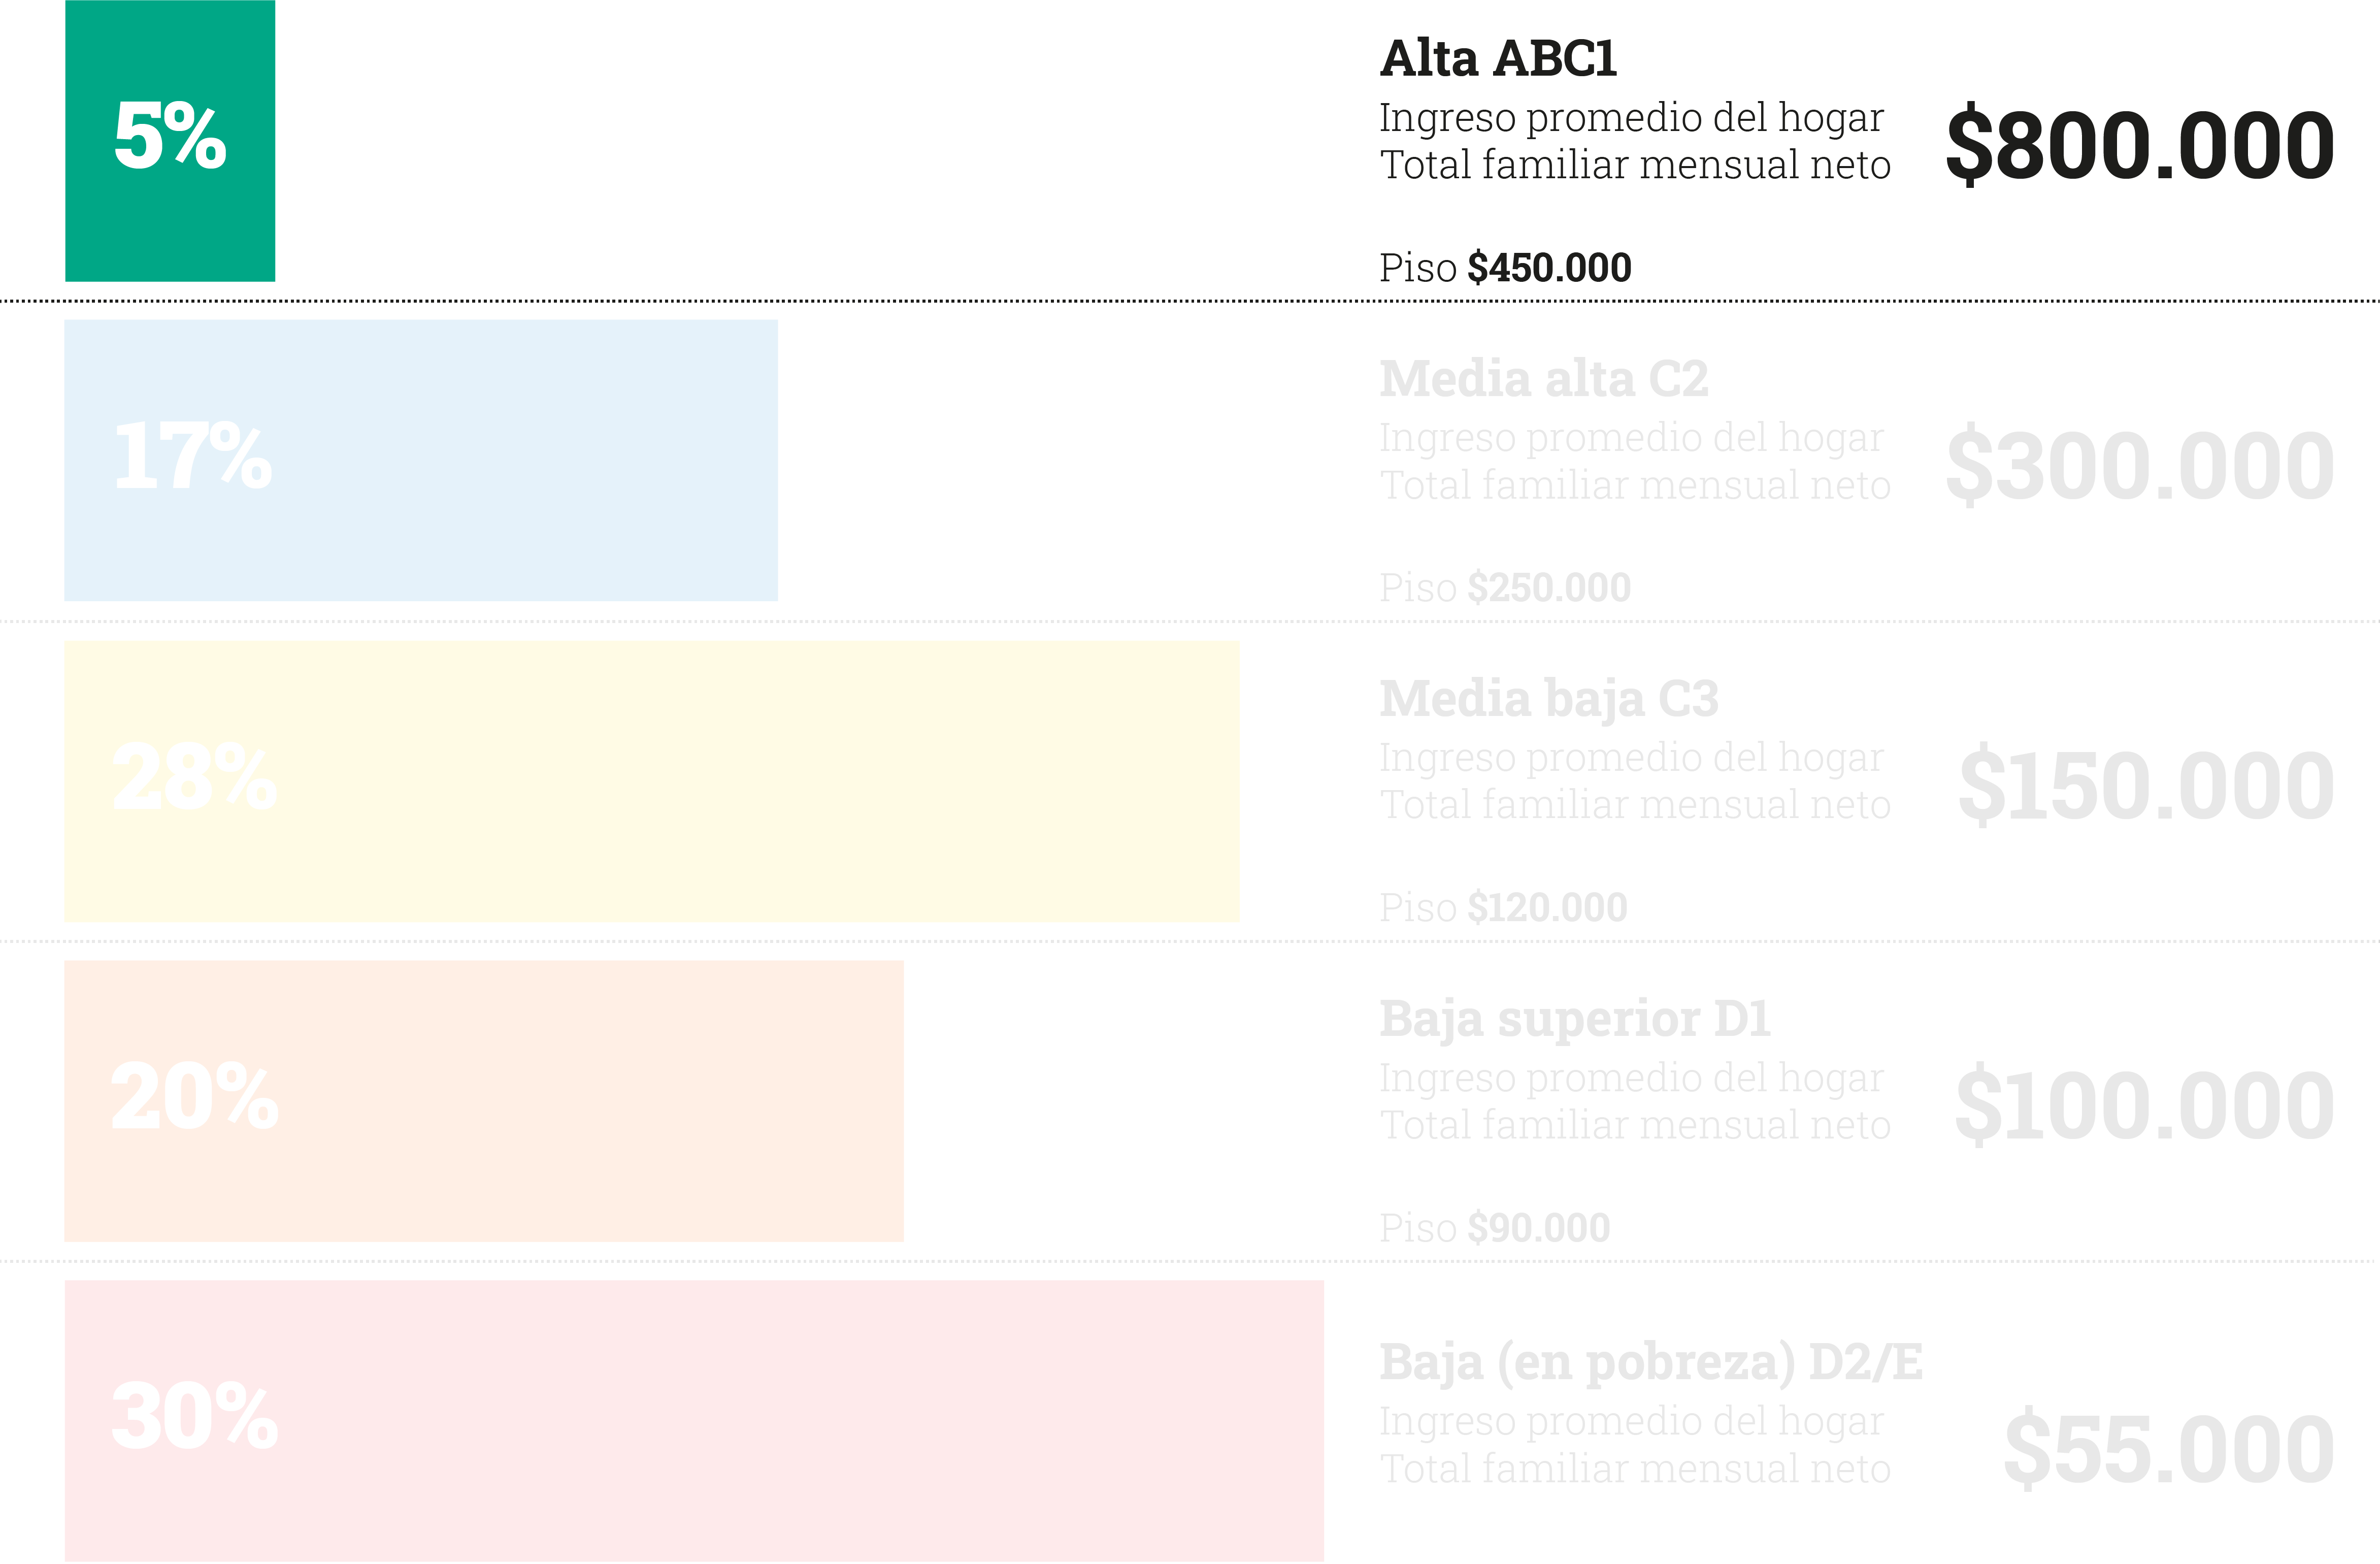 5%
Alta ABC1
Ingreso promedio del hogar
Total familiar mensual neto
$800.000
Piso $450.000
17%
Media alta C2
Ingreso promedio del hogar
Total familiar mensual neto
$300.000
Piso $250.000
28%
Media baja C3
Ingreso promedio del hogar
Total familiar mensual neto
$150.000
Piso $120.000
20%
Baja superior D1
Ingreso promedio del hogar
Total familiar mensual neto
$100.000
Piso $90.000
30%
Baja (en pobreza) D2/E
Ingreso promedio del hogar
Total familiar mensual neto
$55.000